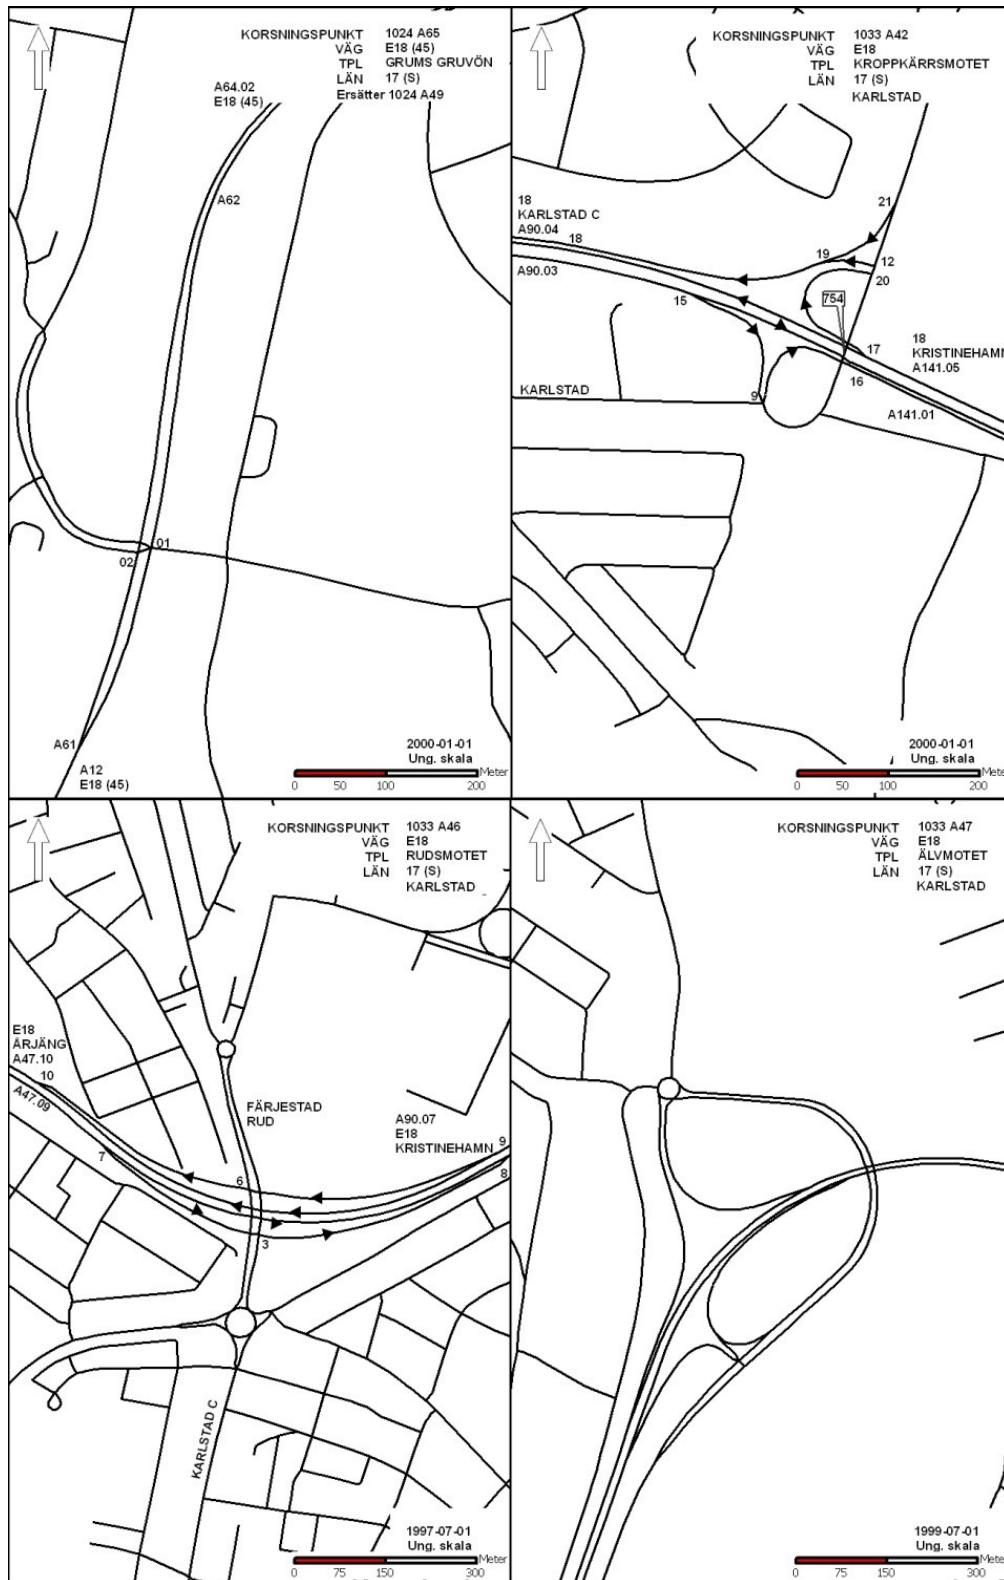 KORSNINGSPUNKT 1024 A65
VÄG E18 (45)
TPL GRUMS GRUVÖN
LÄN 17 (S)
Ersätter 1024 A49
A64.02
E18 (45)
A62
01
02
A61
A12
E18 (45)
2000-01-01
Ung. skala
Meter
0 50 100 200
KORSNINGSPUNKT 1033 A42
VÄG E18
TPL KROPPKÄRRSMOTET
LÄN 17 (S)
KARLSTAD
21
18
KARLSTAD C
A90.04
18
19
12
A90.03
20
15
754
17
18
KRISTINEHAMN
A141.05
16
KARLSTAD
9
A141.01
2000-01-01
Ung. skala
Meter
0 50 100 200
KORSNINGSPUNKT 1033 A46
VÄG E18
TPL RUDSMOTET
LÄN 17 (S)
KARLSTAD
E18
ÅRJÄNG
A47.10
10
A47.09
FÄRJESTAD
RUD
A90.07
E18
KRISTINEHAMN
9
7
8
6
3
KARLSTAD C
1997-07-01
Ung. skala
Meter
0 75 150 300
KORSNINGSPUNKT 1033 A47
VÄG E18
TPL ÄLVMOTET
LÄN 17 (S)
KARLSTAD
1999-07-01
Ung. skala
Meter
0 75 150 300